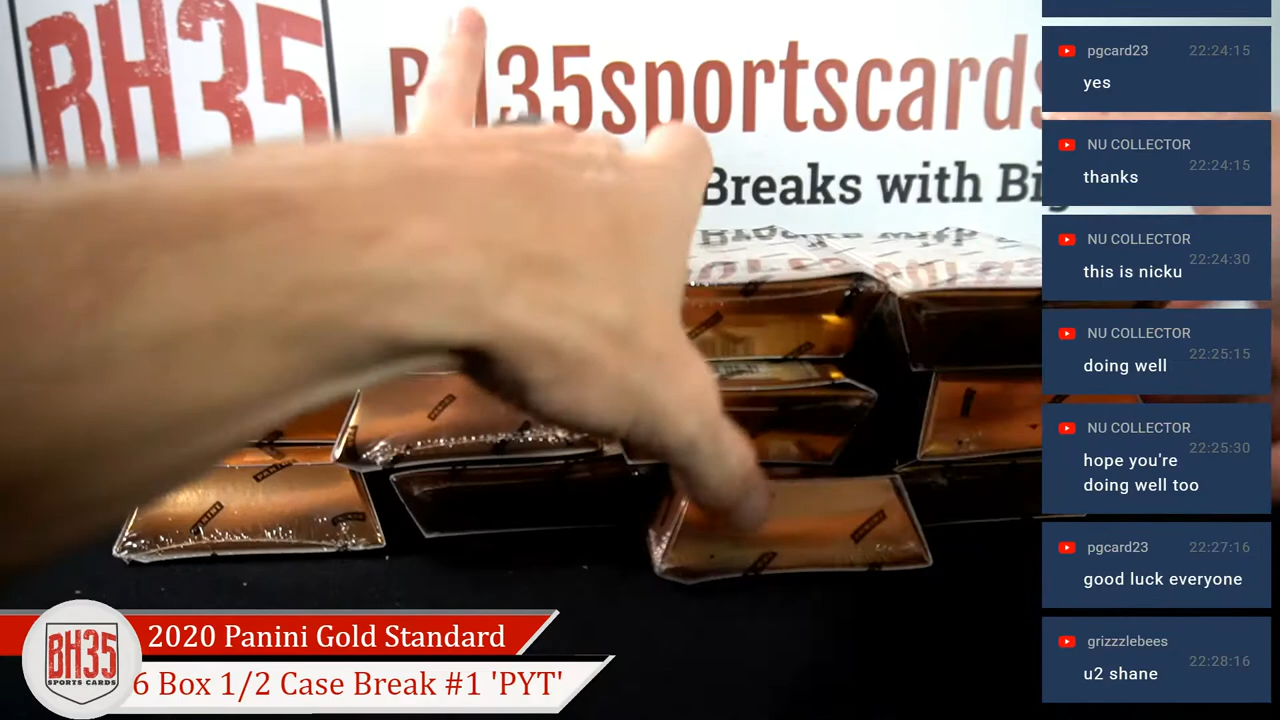 BH35
BH35sportscards
Breaks with Big
PANINI
2020 Panini Gold Standard
6 Box 1/2 Case Break #1 'PYT'
BH35
SPORTS CARDS
pgcard23 22:24:15
yes
NU COLLECTOR 22:24:15
thanks
NU COLLECTOR 22:24:30
this is nicku
NU COLLECTOR 22:25:15
doing well
NU COLLECTOR 22:25:30
hope you're
doing well too
pgcard23 22:27:16
good luck everyone
grizzzlebees 22:28:16
u2 shane